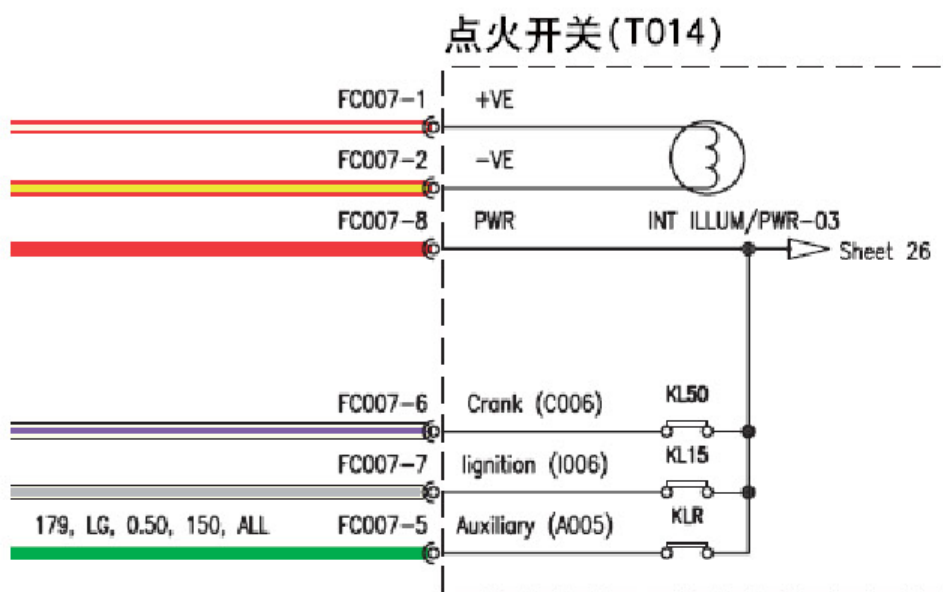 点火开关(T014)
FC007-1 +VE
FC007-2 -VE
FC007-8 PWR INT ILLUM/PWR-03
Sheet 26
FC007-6 Crank (C006) KL50
FC007-7 Iignition (I006) KL15
179, LG, 0.50, 150, ALL FC007-5 Auxiliary (A005) KLR